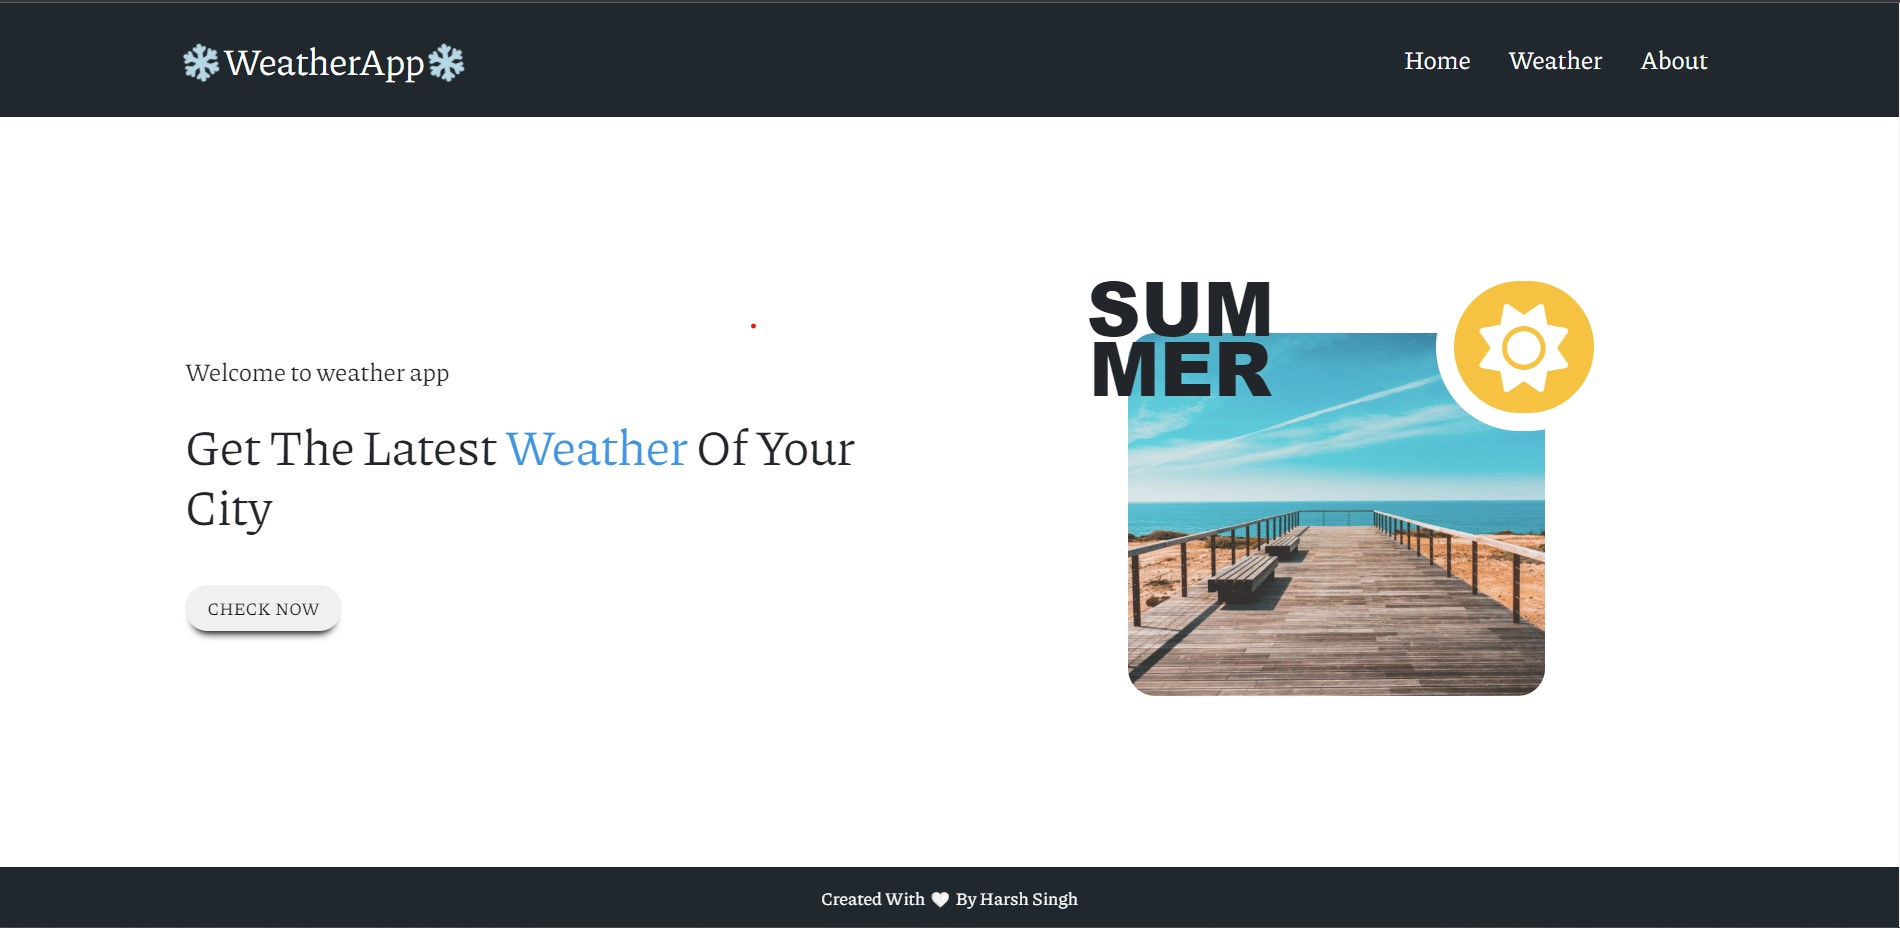 ❄WeatherApp❄
Home Weather About
Welcome to weather app
Get The Latest Weather Of Your
City
CHECK NOW
SUM
MER
Created With 🤍 By Harsh Singh